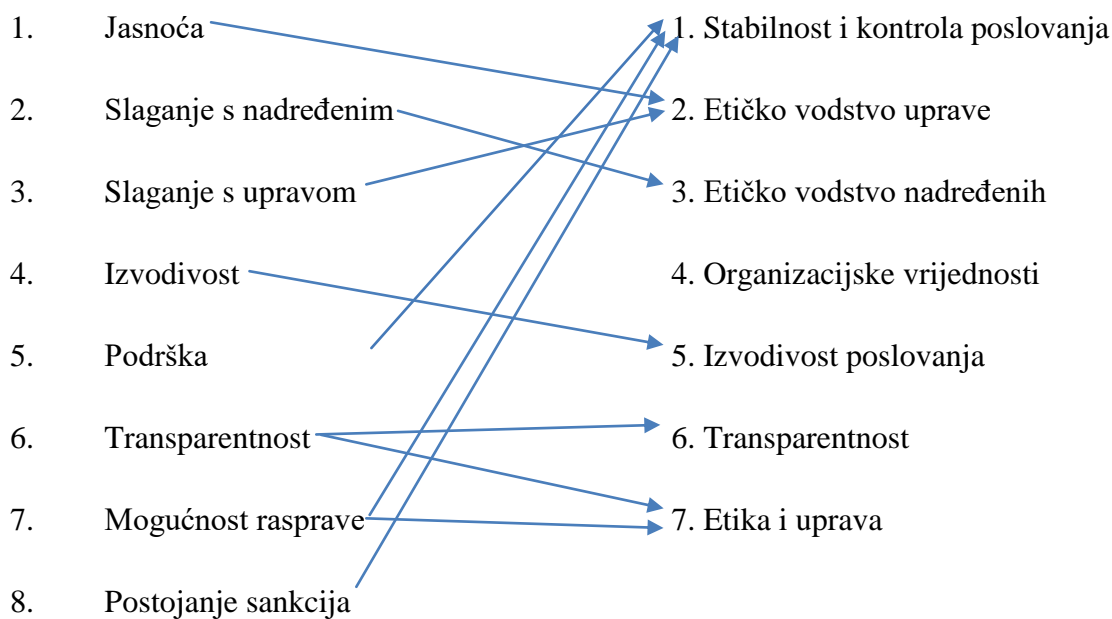 1. Jasnoća 1. Stabilnost i kontrola poslovanja
2. Slaganje s nadređenim 2. Etičko vodstvo uprave
3. Slaganje s upravom 3. Etičko vodstvo nadređenih
4. Izvodivost 4. Organizacijske vrijednosti
5. Podrška 5. Izvodivost poslovanja
6. Transparentnost 6. Transparentnost
7. Mogućnost rasprave 7. Etika i uprava
8. Postojanje sankcija